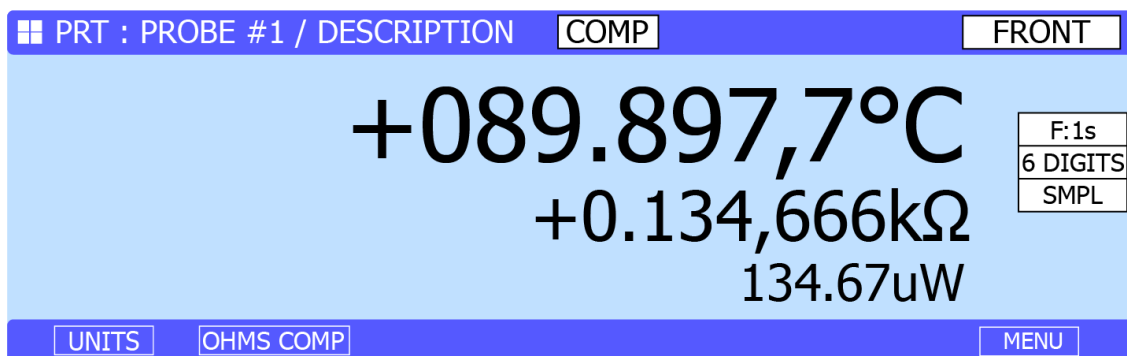 PRT : PROBE #1 / DESCRIPTION COMP FRONT
+089.897,7°C
F:1s
6 DIGITS
SMPL
+0.134,666kΩ
134.67uW
UNITS OHMS COMP MENU